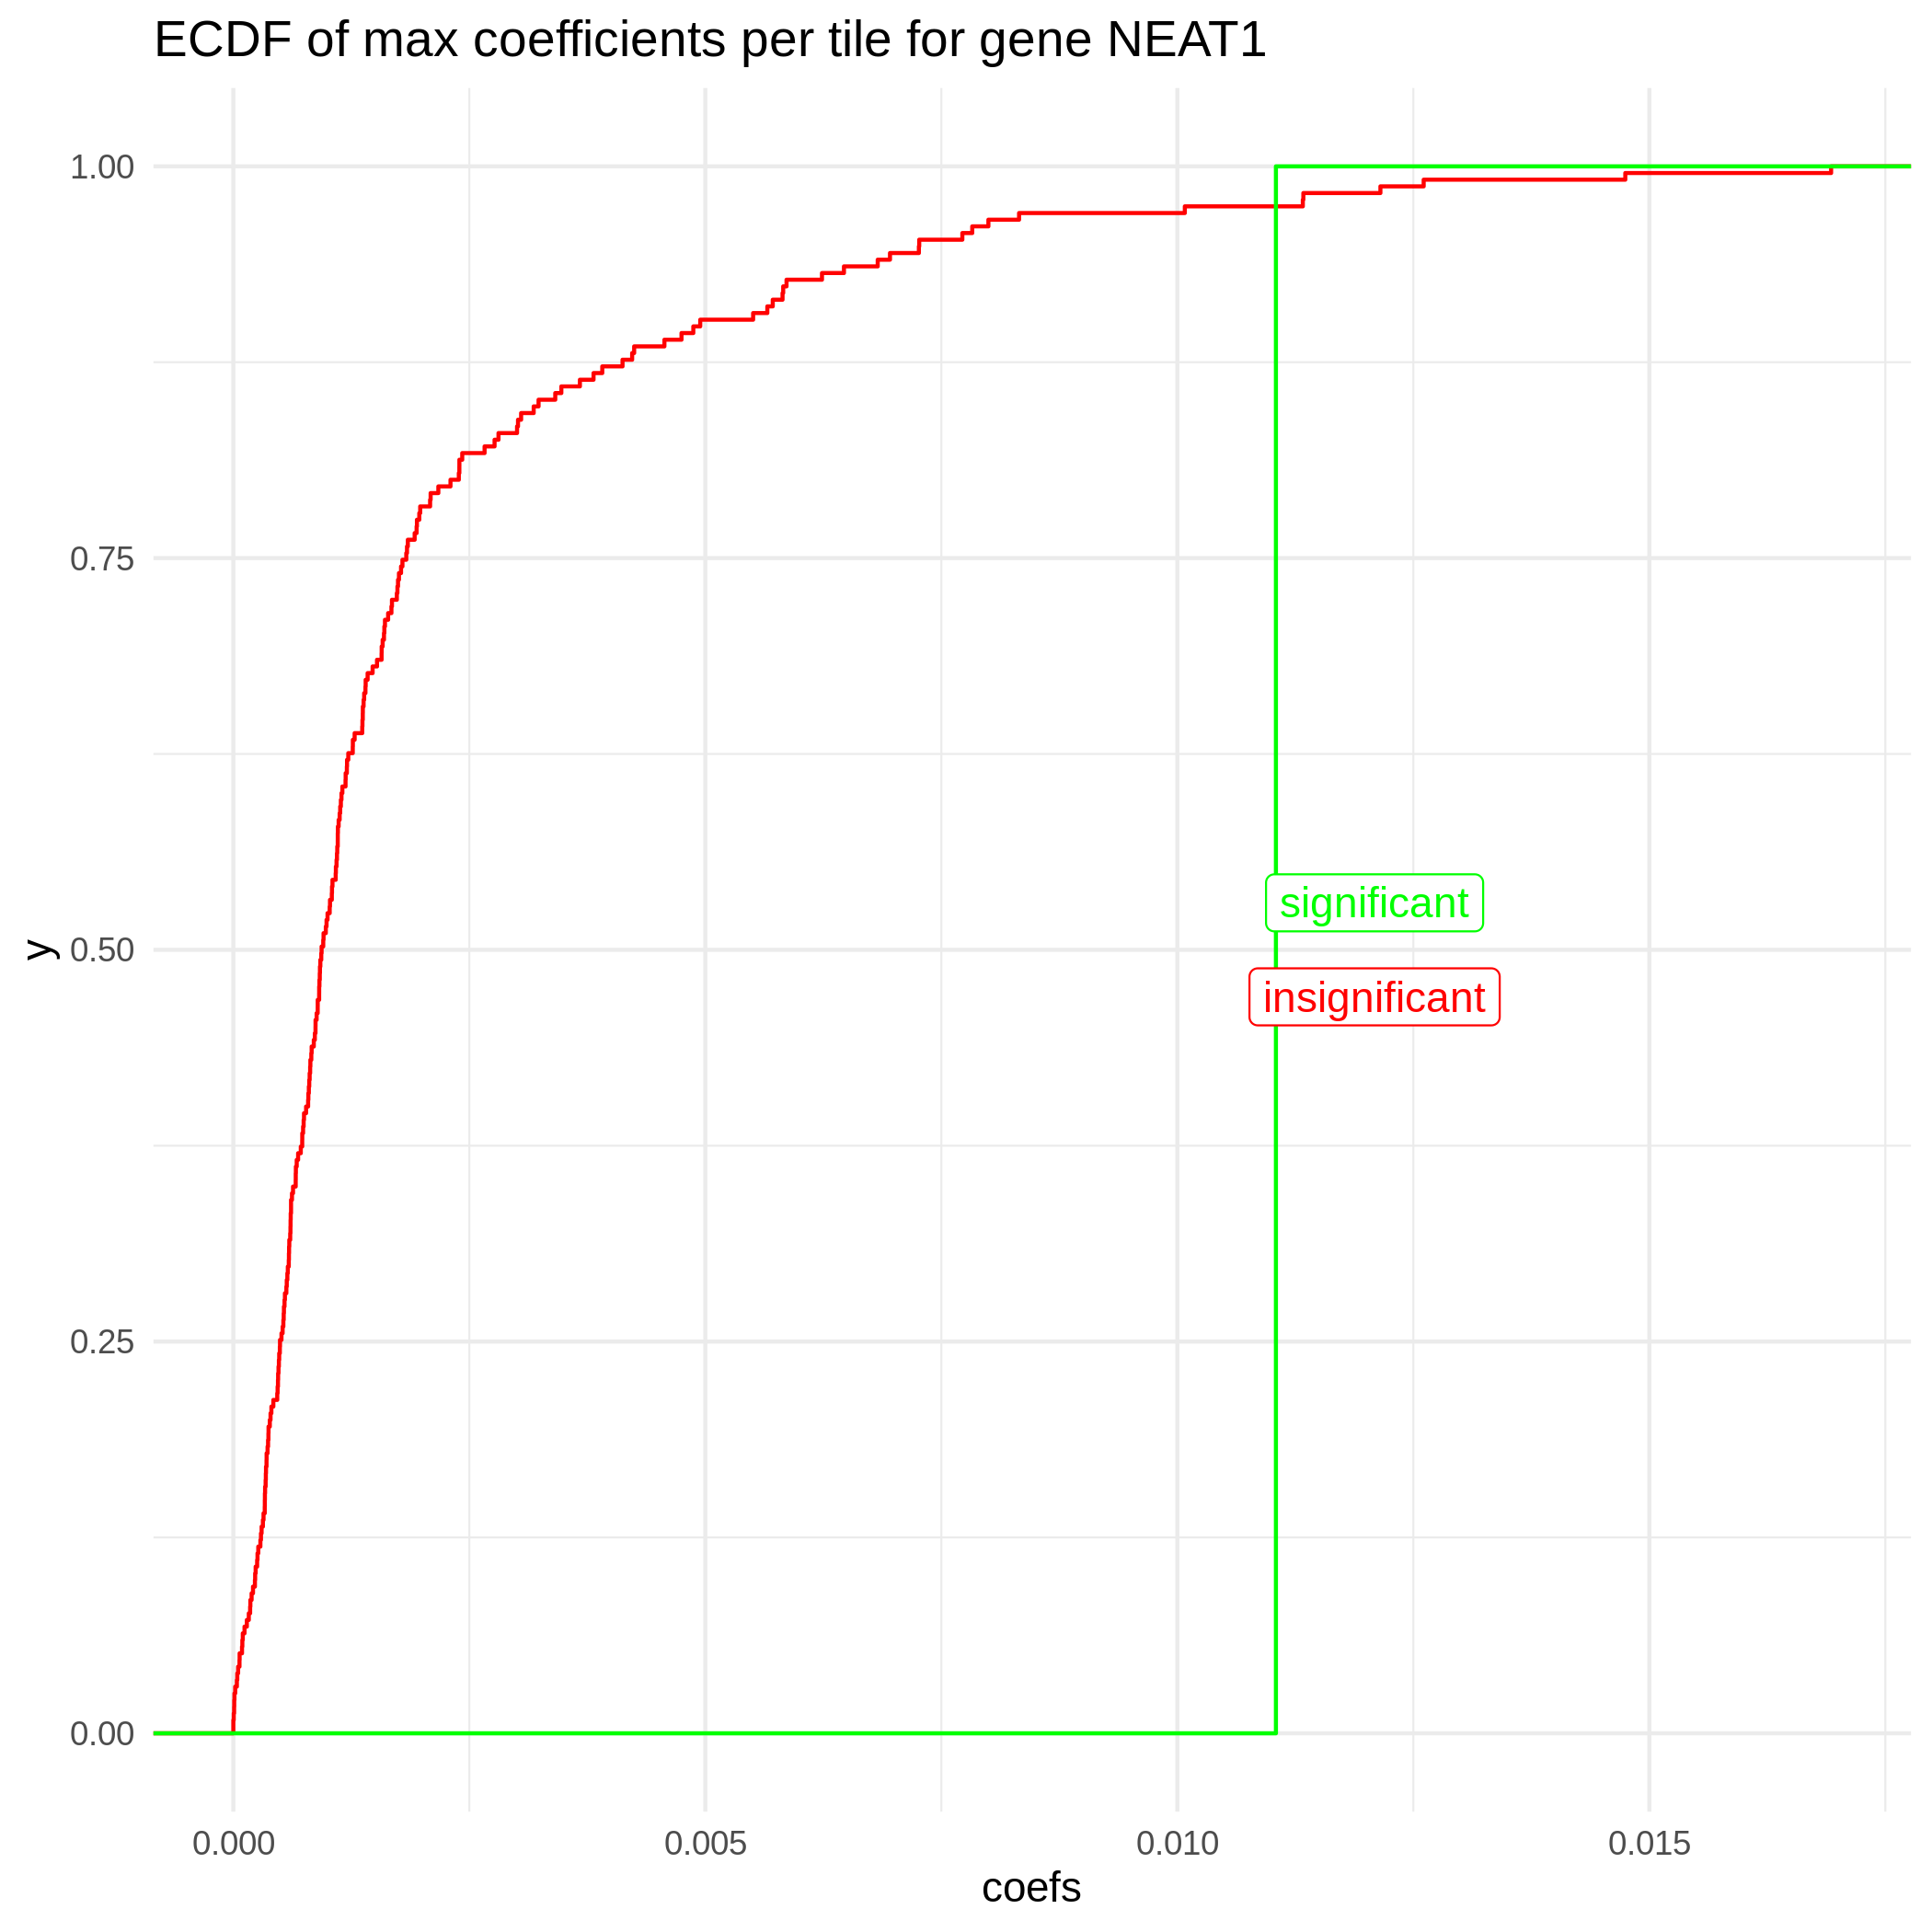 ECDF of max coefficients per tile for gene NEAT1
1.00
0.75
0.50
0.25
0.00
y
significant
insignificant
0.000 0.005 0.010 0.015
coefs